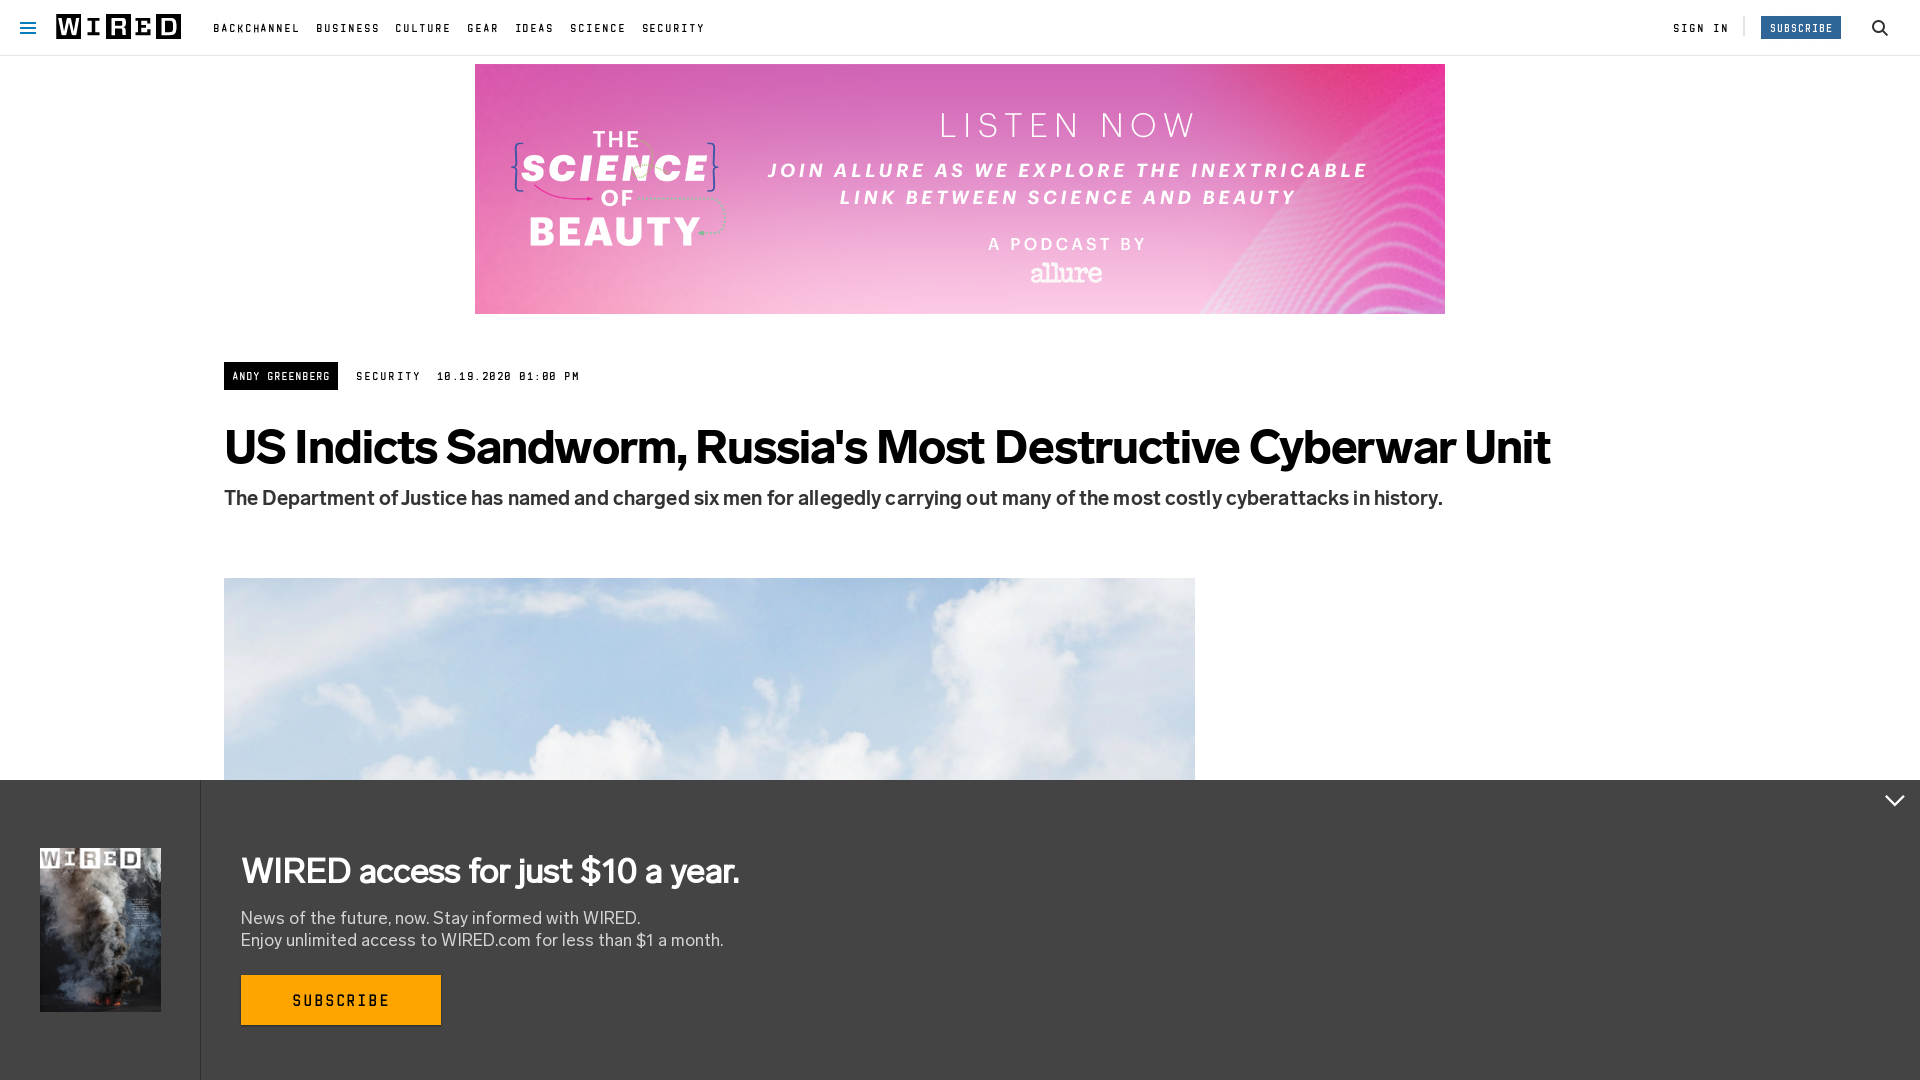 WIRED
BACKCHANNEL BUSINESS CULTURE GEAR IDEAS SCIENCE SECURITY
SIGN IN
SUBSCRIBE
THE
{SCIENCE}
OF
BEAUTY
LISTEN NOW
JOIN ALLURE AS WE EXPLORE THE INEXTRICABLE
LINK BETWEEN SCIENCE AND BEAUTY
A PODCAST BY
allure
ANDY GREENBERG SECURITY 10.19.2020 01:00 PM
US Indicts Sandworm, Russia's Most Destructive Cyberwar Unit
The Department of Justice has named and charged six men for allegedly carrying out many of the most costly cyberattacks in history.
WIRED
WIRED access for just $10 a year.
News of the future, now. Stay informed with WIRED.
Enjoy unlimited access to WIRED.com for less than $1 a month.
SUBSCRIBE